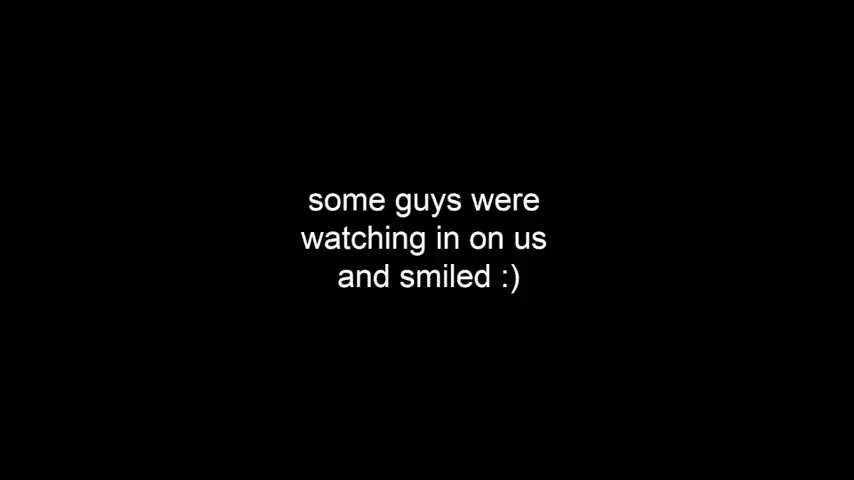 some guys were
watching in on us
and smiled :)